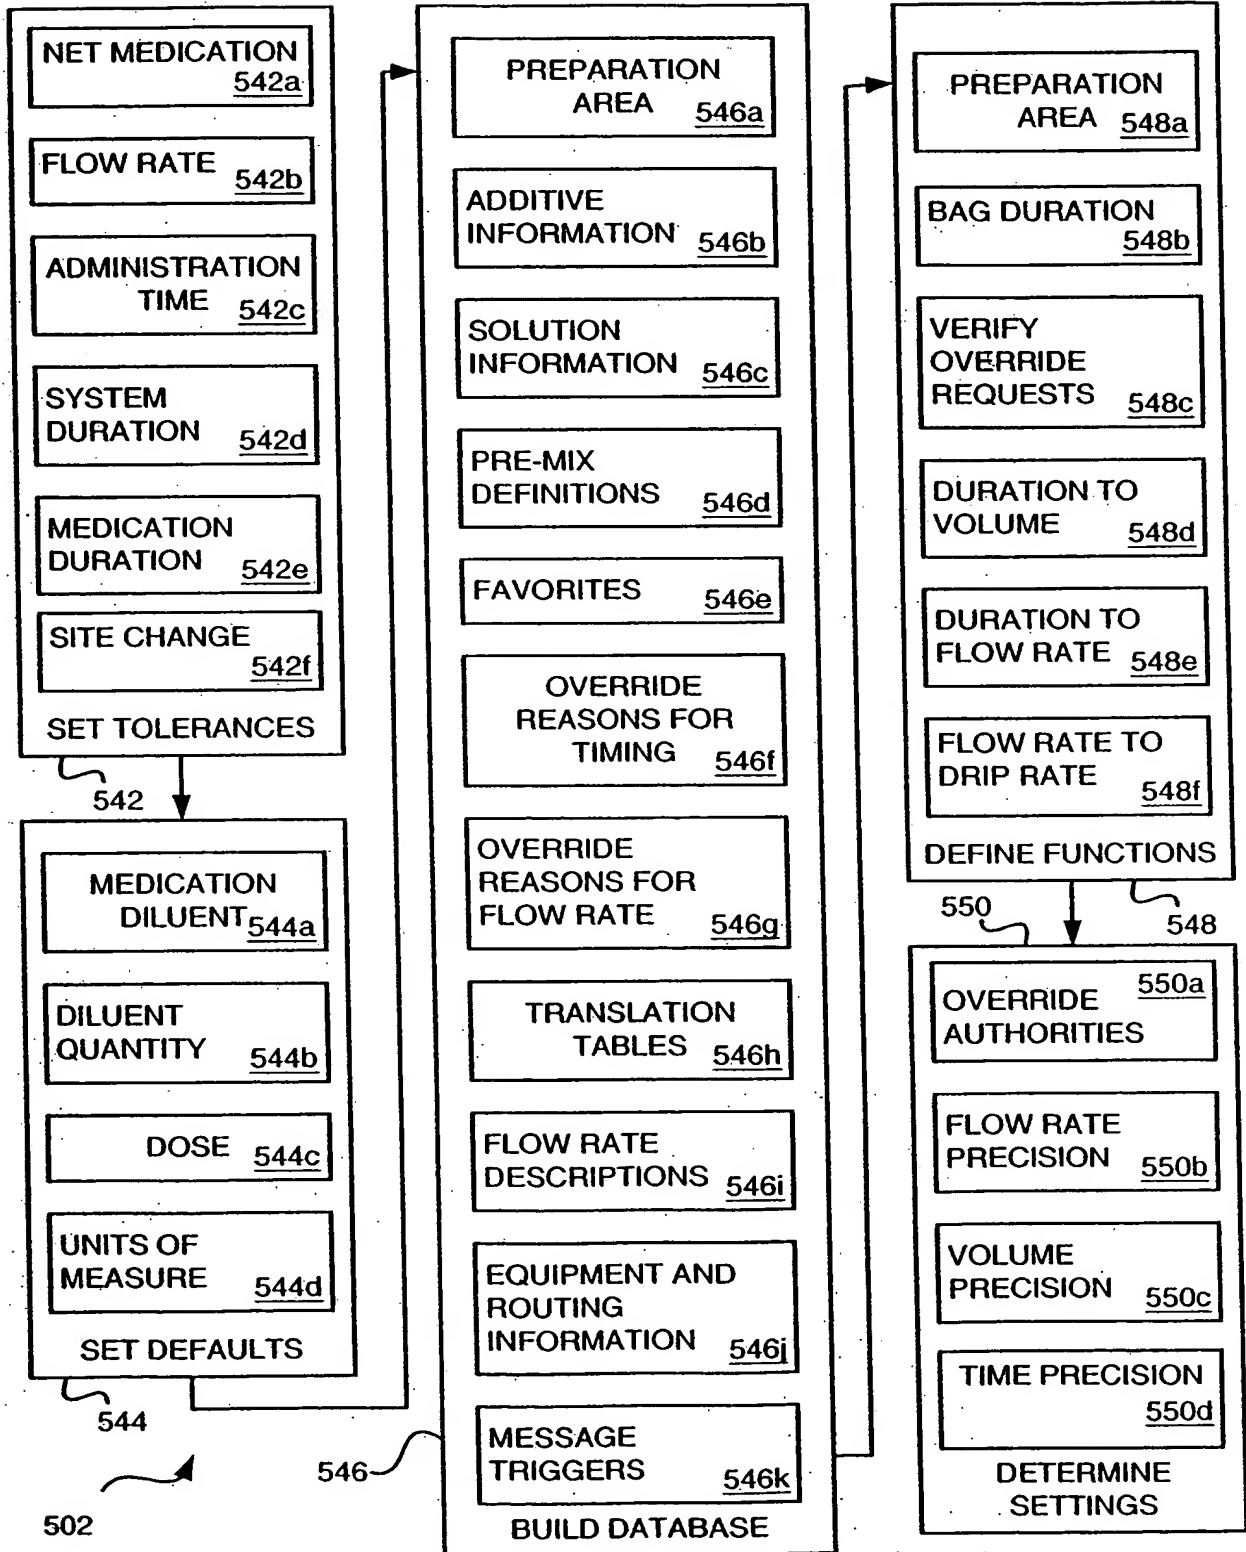 NET MEDICATION
542a
FLOW RATE 542b
ADMINISTRATION
TIME 542c
SYSTEM
DURATION 542d
MEDICATION
DURATION 542e
SITE CHANGE
542f
SET TOLERANCES
542
MEDICATION
DILUENT 544a
DILUENT
QUANTITY 544b
DOSE 544c
UNITS OF
MEASURE 544d
SET DEFAULTS
544
502
PREPARATION
AREA 546a
ADDITIVE
INFORMATION 546b
SOLUTION
INFORMATION 546c
PRE-MIX
DEFINITIONS 546d
FAVORITES 546e
OVERRIDE
REASONS FOR
TIMING 546f
OVERRIDE
REASONS FOR
FLOW RATE 546g
TRANSLATION
TABLES 546h
FLOW RATE
DESCRIPTIONS 546i
EQUIPMENT AND
ROUTING
INFORMATION 546j
MESSAGE
TRIGGERS 546k
BUILD DATABASE
546
PREPARATION
AREA 548a
BAG DURATION
548b
VERIFY
OVERRIDE
REQUESTS 548c
DURATION TO
VOLUME 548d
DURATION TO
FLOW RATE 548e
FLOW RATE TO
DRIP RATE 548f
DEFINE FUNCTIONS
548
550
550a
OVERRIDE
AUTHORITIES
FLOW RATE
PRECISION 550b
VOLUME
PRECISION 550c
TIME PRECISION
550d
DETERMINE
SETTINGS